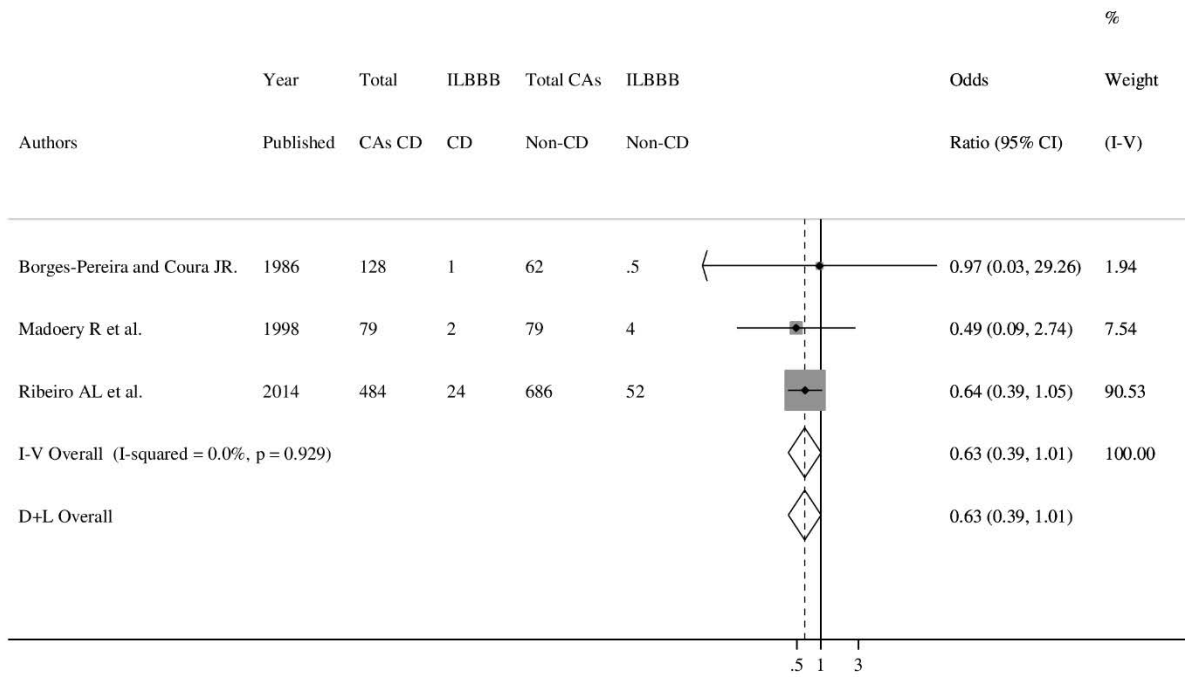 %
Year Total ILBBB Total CAs ILBBB Odds Weight
Authors Published CAs CD CD Non-CD Non-CD Ratio (95% CI) (I-V)
Borges-Pereira and Coura JR. 1986 128 1 62 .5 0.97 (0.03, 29.26) 1.94
Madoery R et al. 1998 79 2 79 4 0.49 (0.09, 2.74) 7.54
Ribeiro AL et al. 2014 484 24 686 52 0.64 (0.39, 1.05) 90.53
I-V Overall (I-squared = 0.0%, p = 0.929) 0.63 (0.39, 1.01) 100.00
D+L Overall 0.63 (0.39, 1.01)
.5 1 3